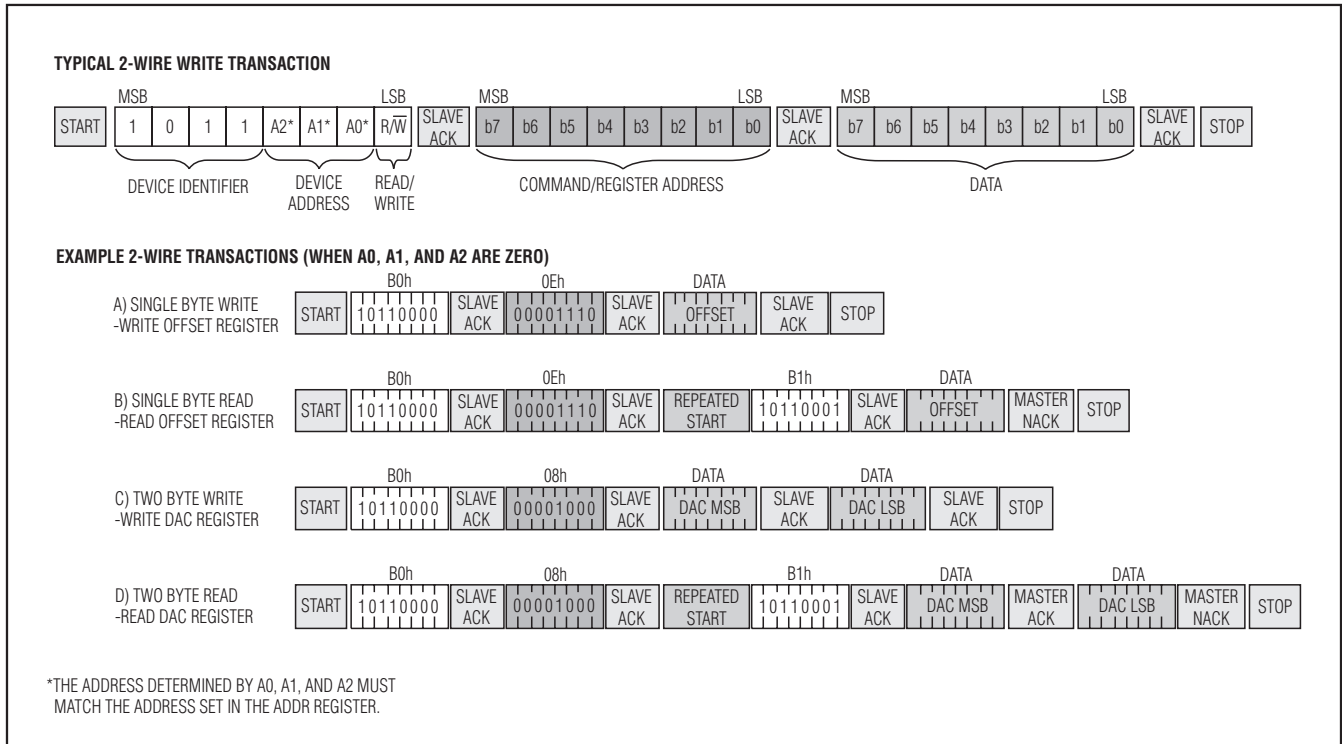 TYPICAL 2-WIRE WRITE TRANSACTION
MSB LSB MSB LSB MSB LSB
START 1 0 1 1 A2* A1* A0* R/W̅ SLAVE ACK b7 b6 b5 b4 b3 b2 b1 b0 SLAVE ACK b7 b6 b5 b4 b3 b2 b1 b0 SLAVE ACK STOP
DEVICE IDENTIFIER DEVICE ADDRESS READ/WRITE COMMAND/REGISTER ADDRESS DATA
EXAMPLE 2-WIRE TRANSACTIONS (WHEN A0, A1, AND A2 ARE ZERO)
B0h 0Eh DATA
A) SINGLE BYTE WRITE
-WRITE OFFSET REGISTER
START 10110000 SLAVE ACK 00001110 SLAVE ACK OFFSET SLAVE ACK STOP
B0h 0Eh B1h DATA
B) SINGLE BYTE READ
-READ OFFSET REGISTER
START 10110000 SLAVE ACK 00001110 SLAVE ACK REPEATED START 10110001 SLAVE ACK OFFSET MASTER NACK STOP
B0h 08h DATA DATA
C) TWO BYTE WRITE
-WRITE DAC REGISTER
START 10110000 SLAVE ACK 00001000 SLAVE ACK DAC MSB SLAVE ACK DAC LSB SLAVE ACK STOP
B0h 08h B1h DATA DATA
D) TWO BYTE READ
-READ DAC REGISTER
START 10110000 SLAVE ACK 00001000 SLAVE ACK REPEATED START 10110001 SLAVE ACK DAC MSB MASTER ACK DAC LSB MASTER NACK STOP
*THE ADDRESS DETERMINED BY A0, A1, AND A2 MUST
MATCH THE ADDRESS SET IN THE ADDR REGISTER.